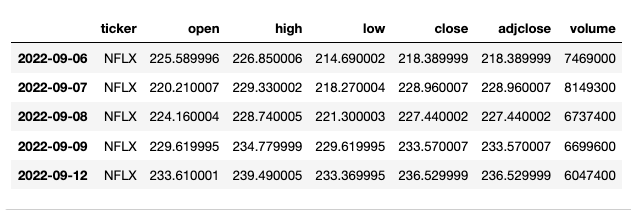 ticker open high low close adjclose volume
2022-09-06 NFLX 225.589996 226.850006 214.690002 218.389999 218.389999 7469000
2022-09-07 NFLX 220.210007 229.330002 218.270004 228.960007 228.960007 8149300
2022-09-08 NFLX 224.160004 228.740005 221.300003 227.440002 227.440002 6737400
2022-09-09 NFLX 229.619995 234.779999 229.619995 233.570007 233.570007 6699600
2022-09-12 NFLX 233.610001 239.490005 233.369995 236.529999 236.529999 6047400